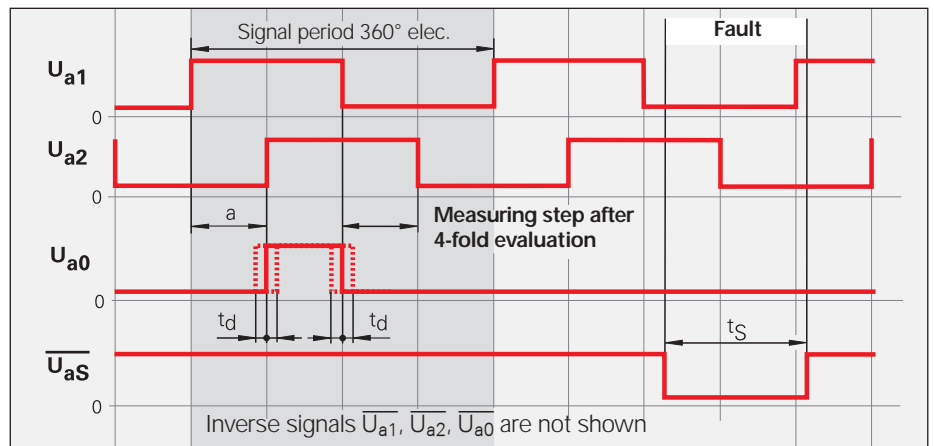 Signal period 360° elec.
Fault
Ua1
0
Ua2
0
a
Measuring step after
4-fold evaluation
Ua0
0
td
td
tS
U̅a̅S̅
0
Inverse signals U̅a̅1̅, U̅a̅2̅, U̅a̅0̅ are not shown